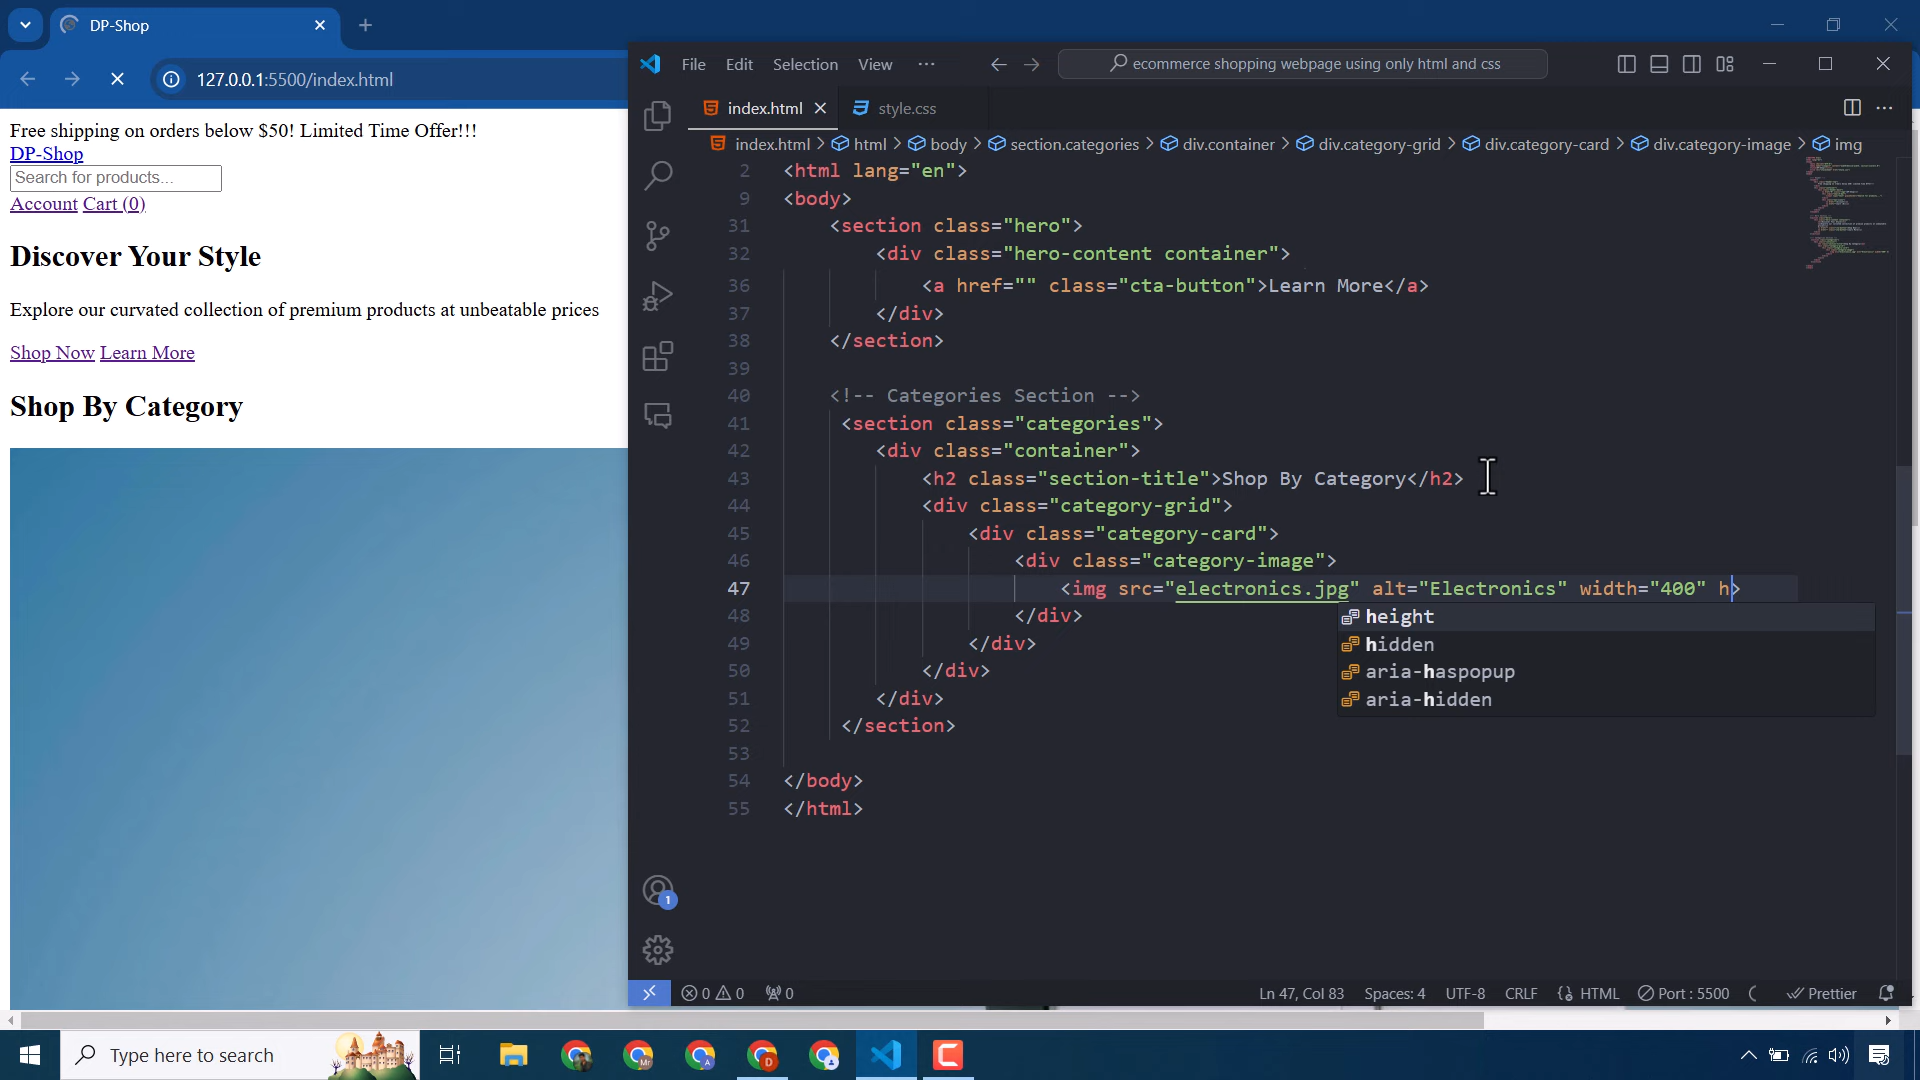 DP-Shop
127.0.0.1:5500/index.html
Free shipping on orders below $50! Limited Time Offer!!!
DP-Shop
Search for products...
Account Cart (0)
Discover Your Style
Explore our curvated collection of premium products at unbeatable prices
Shop Now Learn More
Shop By Category
File Edit Selection View ···
ecommerce shopping webpage using only html and css
index.html
style.css
index.html > html > body > section.categories > div.container > div.category-grid > div.category-card > div.category-image > img
2 <html lang="en">
9 <body>
31 <section class="hero">
32 <div class="hero-content container">
36 <a href="" class="cta-button">Learn More</a>
37 </div>
38 </section>
39
40 <!-- Categories Section -->
41 <section class="categories">
42 <div class="container">
43 <h2 class="section-title">Shop By Category</h2>
44 <div class="category-grid">
45 <div class="category-card">
46 <div class="category-image">
47 <img src="electronics.jpg" alt="Electronics" width="400" h>
height
hidden
aria-haspopup
aria-hidden
48 </div>
49 </div>
50 </div>
51 </div>
52 </section>
53
54 </body>
55 </html>
1
0 0 0
Ln 47, Col 83 Spaces: 4 UTF-8 CRLF {} HTML Port : 5500 Prettier
Type here to search